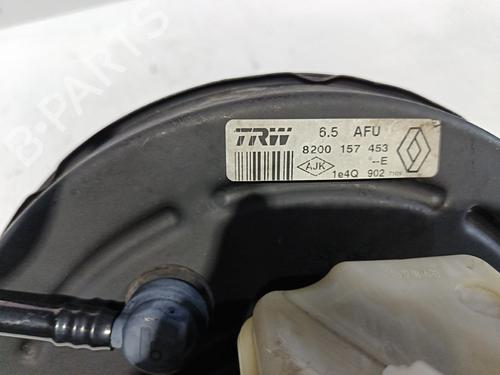 B-PARTS
TRW 6.5 AFU
8200 157 453
--E
AJK
1e4Q 902